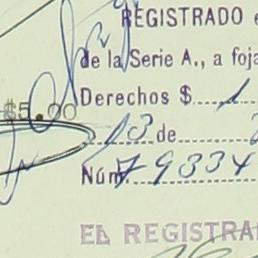 REGISTRADO
de la Serie A., a foja
Derechos $ 1
$5.00
13 de
Núm. 79334
EL REGISTRA